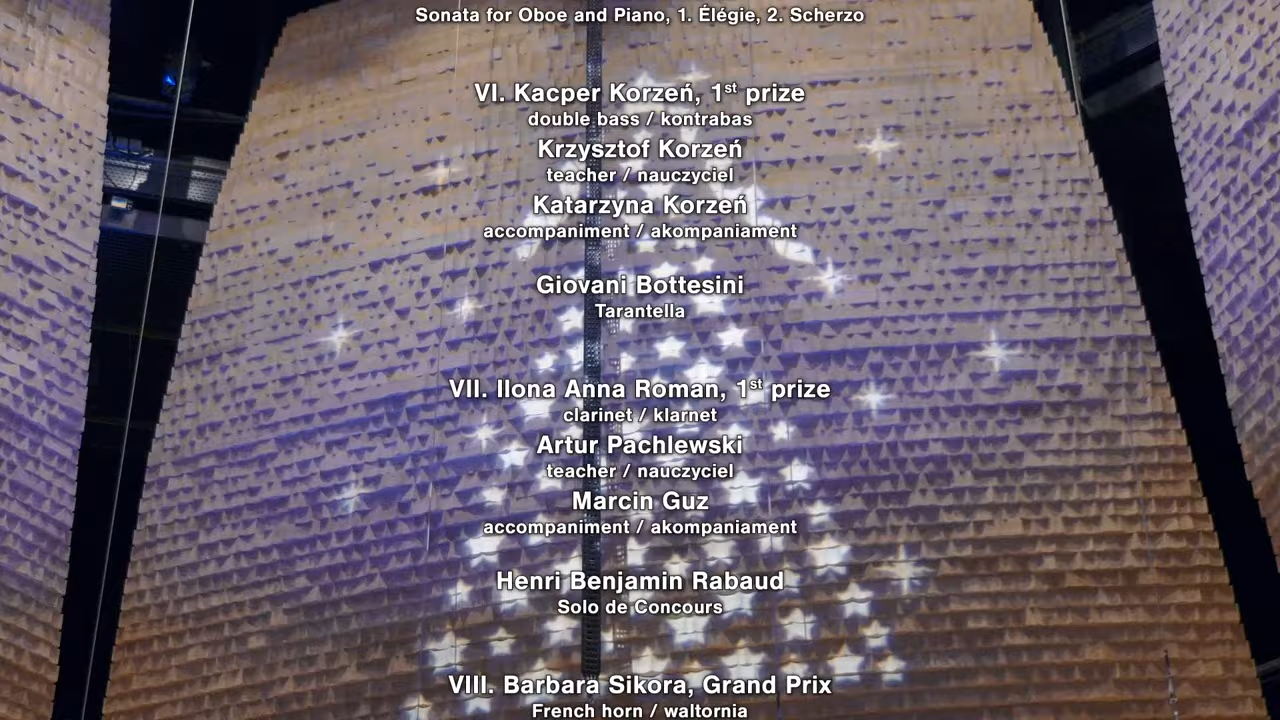 Sonata for Oboe and Piano, 1. Élégie, 2. Scherzo
VI. Kacper Korzeń, 1st prize
double bass / kontrabas
Krzysztof Korzeń
teacher / nauczyciel
Katarzyna Korzeń
accompaniment / akompaniament
Giovani Bottesini
Tarantella
VII. Ilona Anna Roman, 1st prize
clarinet / klarnet
Artur Pachlewski
teacher / nauczyciel
Marcin Guz
accompaniment / akompaniament
Henri Benjamin Rabaud
Solo de Concours
VIII. Barbara Sikora, Grand Prix
French horn / waltornia